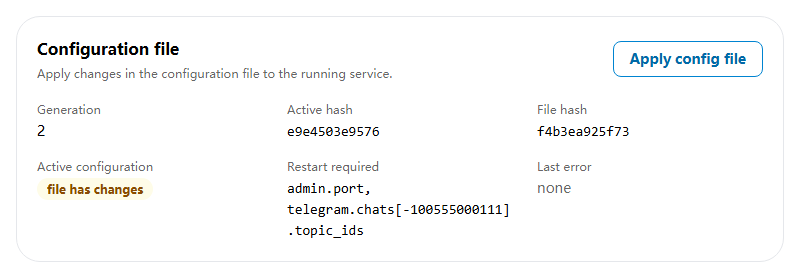 Configuration file
Apply config file
Apply changes in the configuration file to the running service.
Generation
2
Active hash
e9e4503e9576
File hash
f4b3ea925f73
Active configuration
file has changes
Restart required
admin.port,
telegram.chats[-100555000111]
.topic_ids
Last error
none